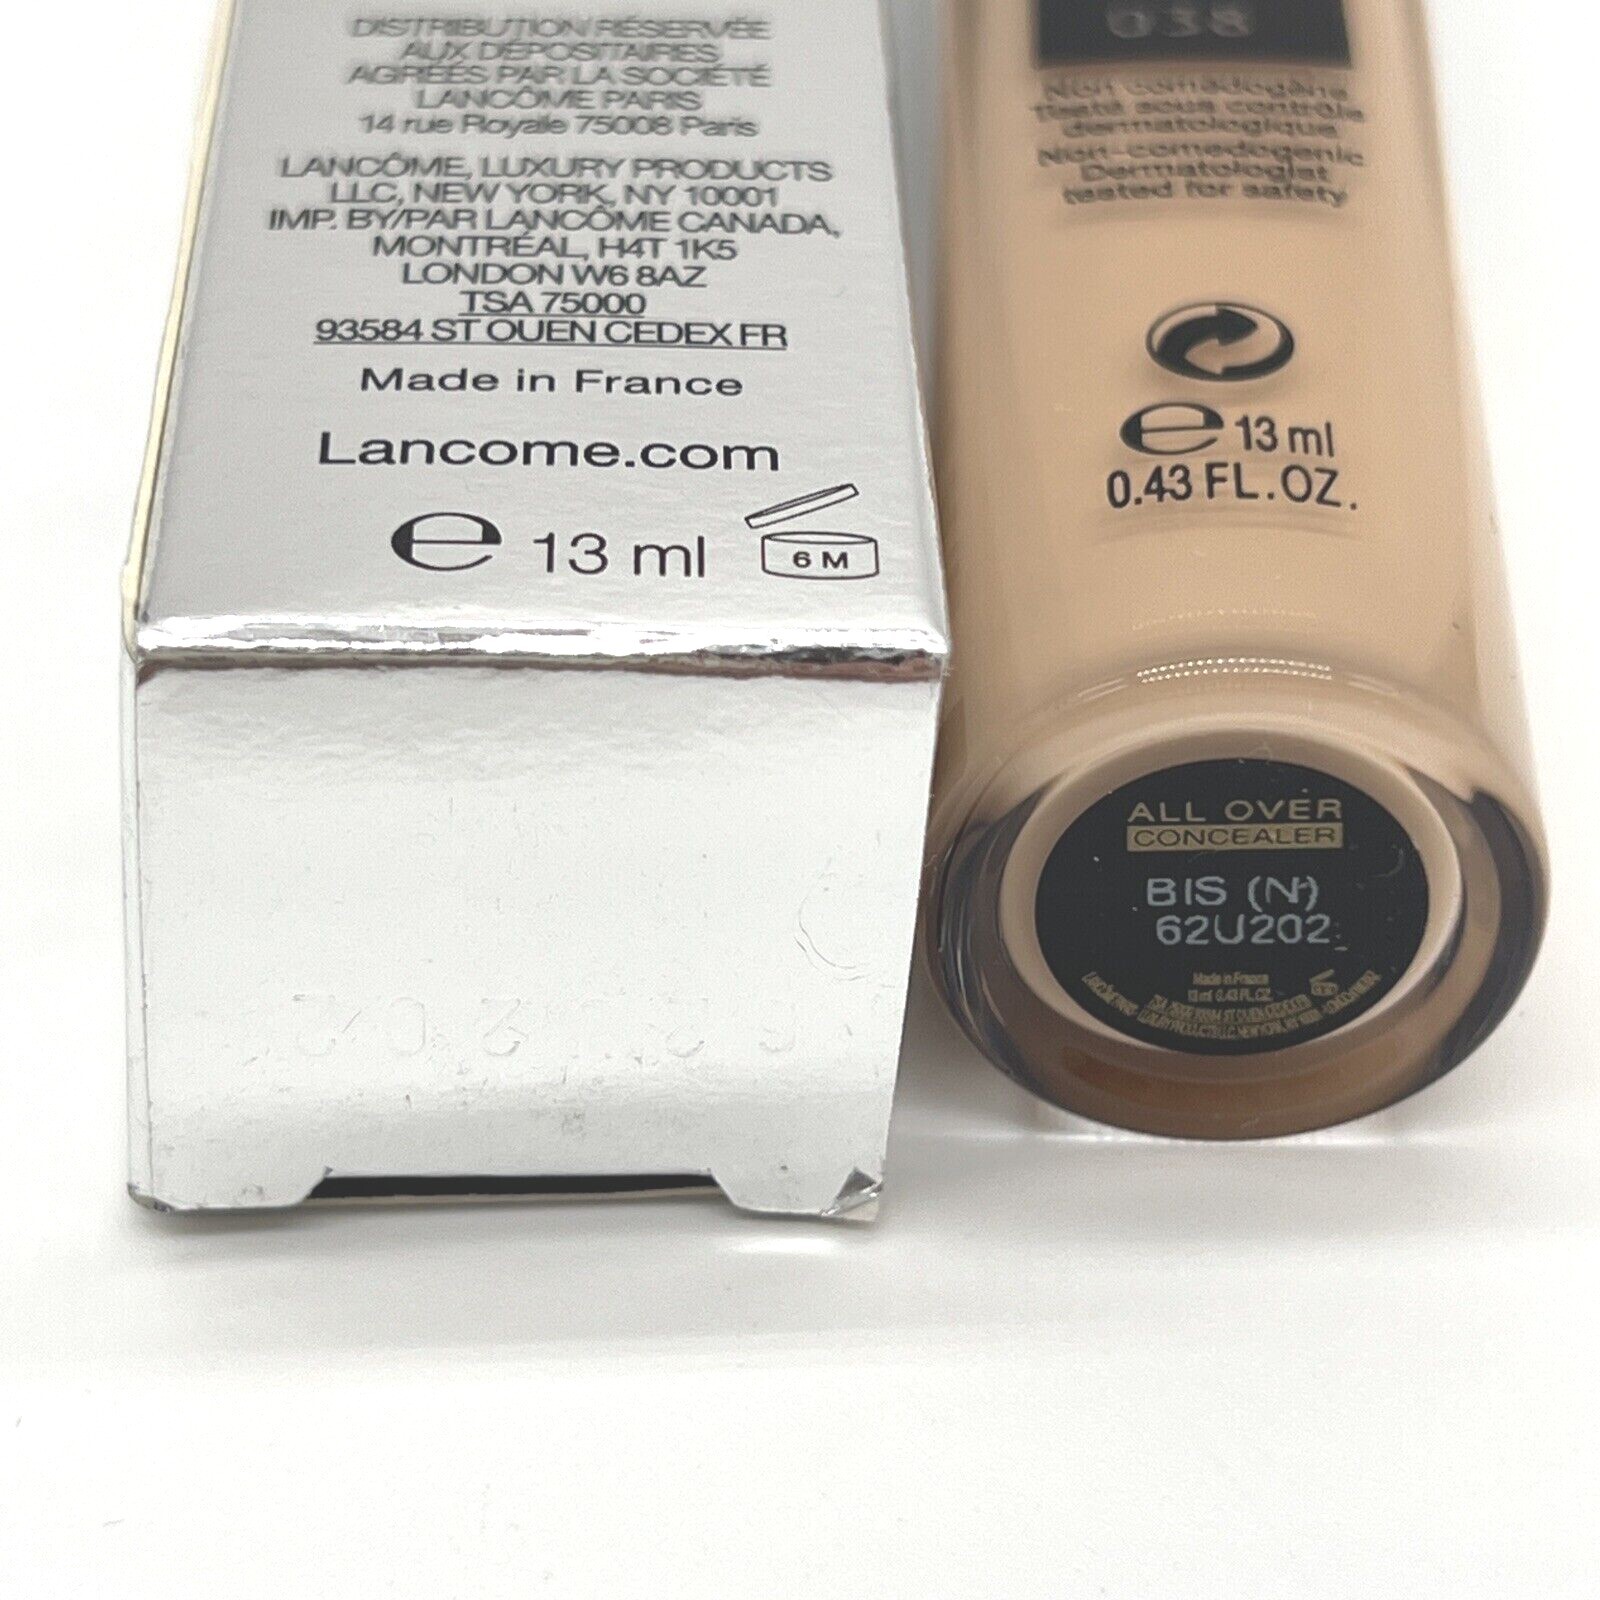 DISTRIBUTION RÉSERVÉE
AUX DÉPOSITAIRES
AGRÉÉS PAR LA SOCIÉTÉ
LANCÔME PARIS
14 rue Royale 75008 Paris
LANCÔME, LUXURY PRODUCTS
LLC, NEW YORK, NY 10001
IMP. BY/PAR LANCÔME CANADA,
MONTRÉAL, H4T 1K5
LONDON W6 8AZ
TSA 75000
93584 ST OUEN CEDEX FR
Made in France
Lancome.com
e 13 ml
6 M
038
Non comédogène
Testé sous contrôle
dermatologique
Non-comedogenic
Dermatologist
tested for safety
e 13 ml
0.43 FL.OZ.
ALL OVER
CONCEALER
BIS (N)
62U202
Made in France
13 ml 0.43 FL.OZ.